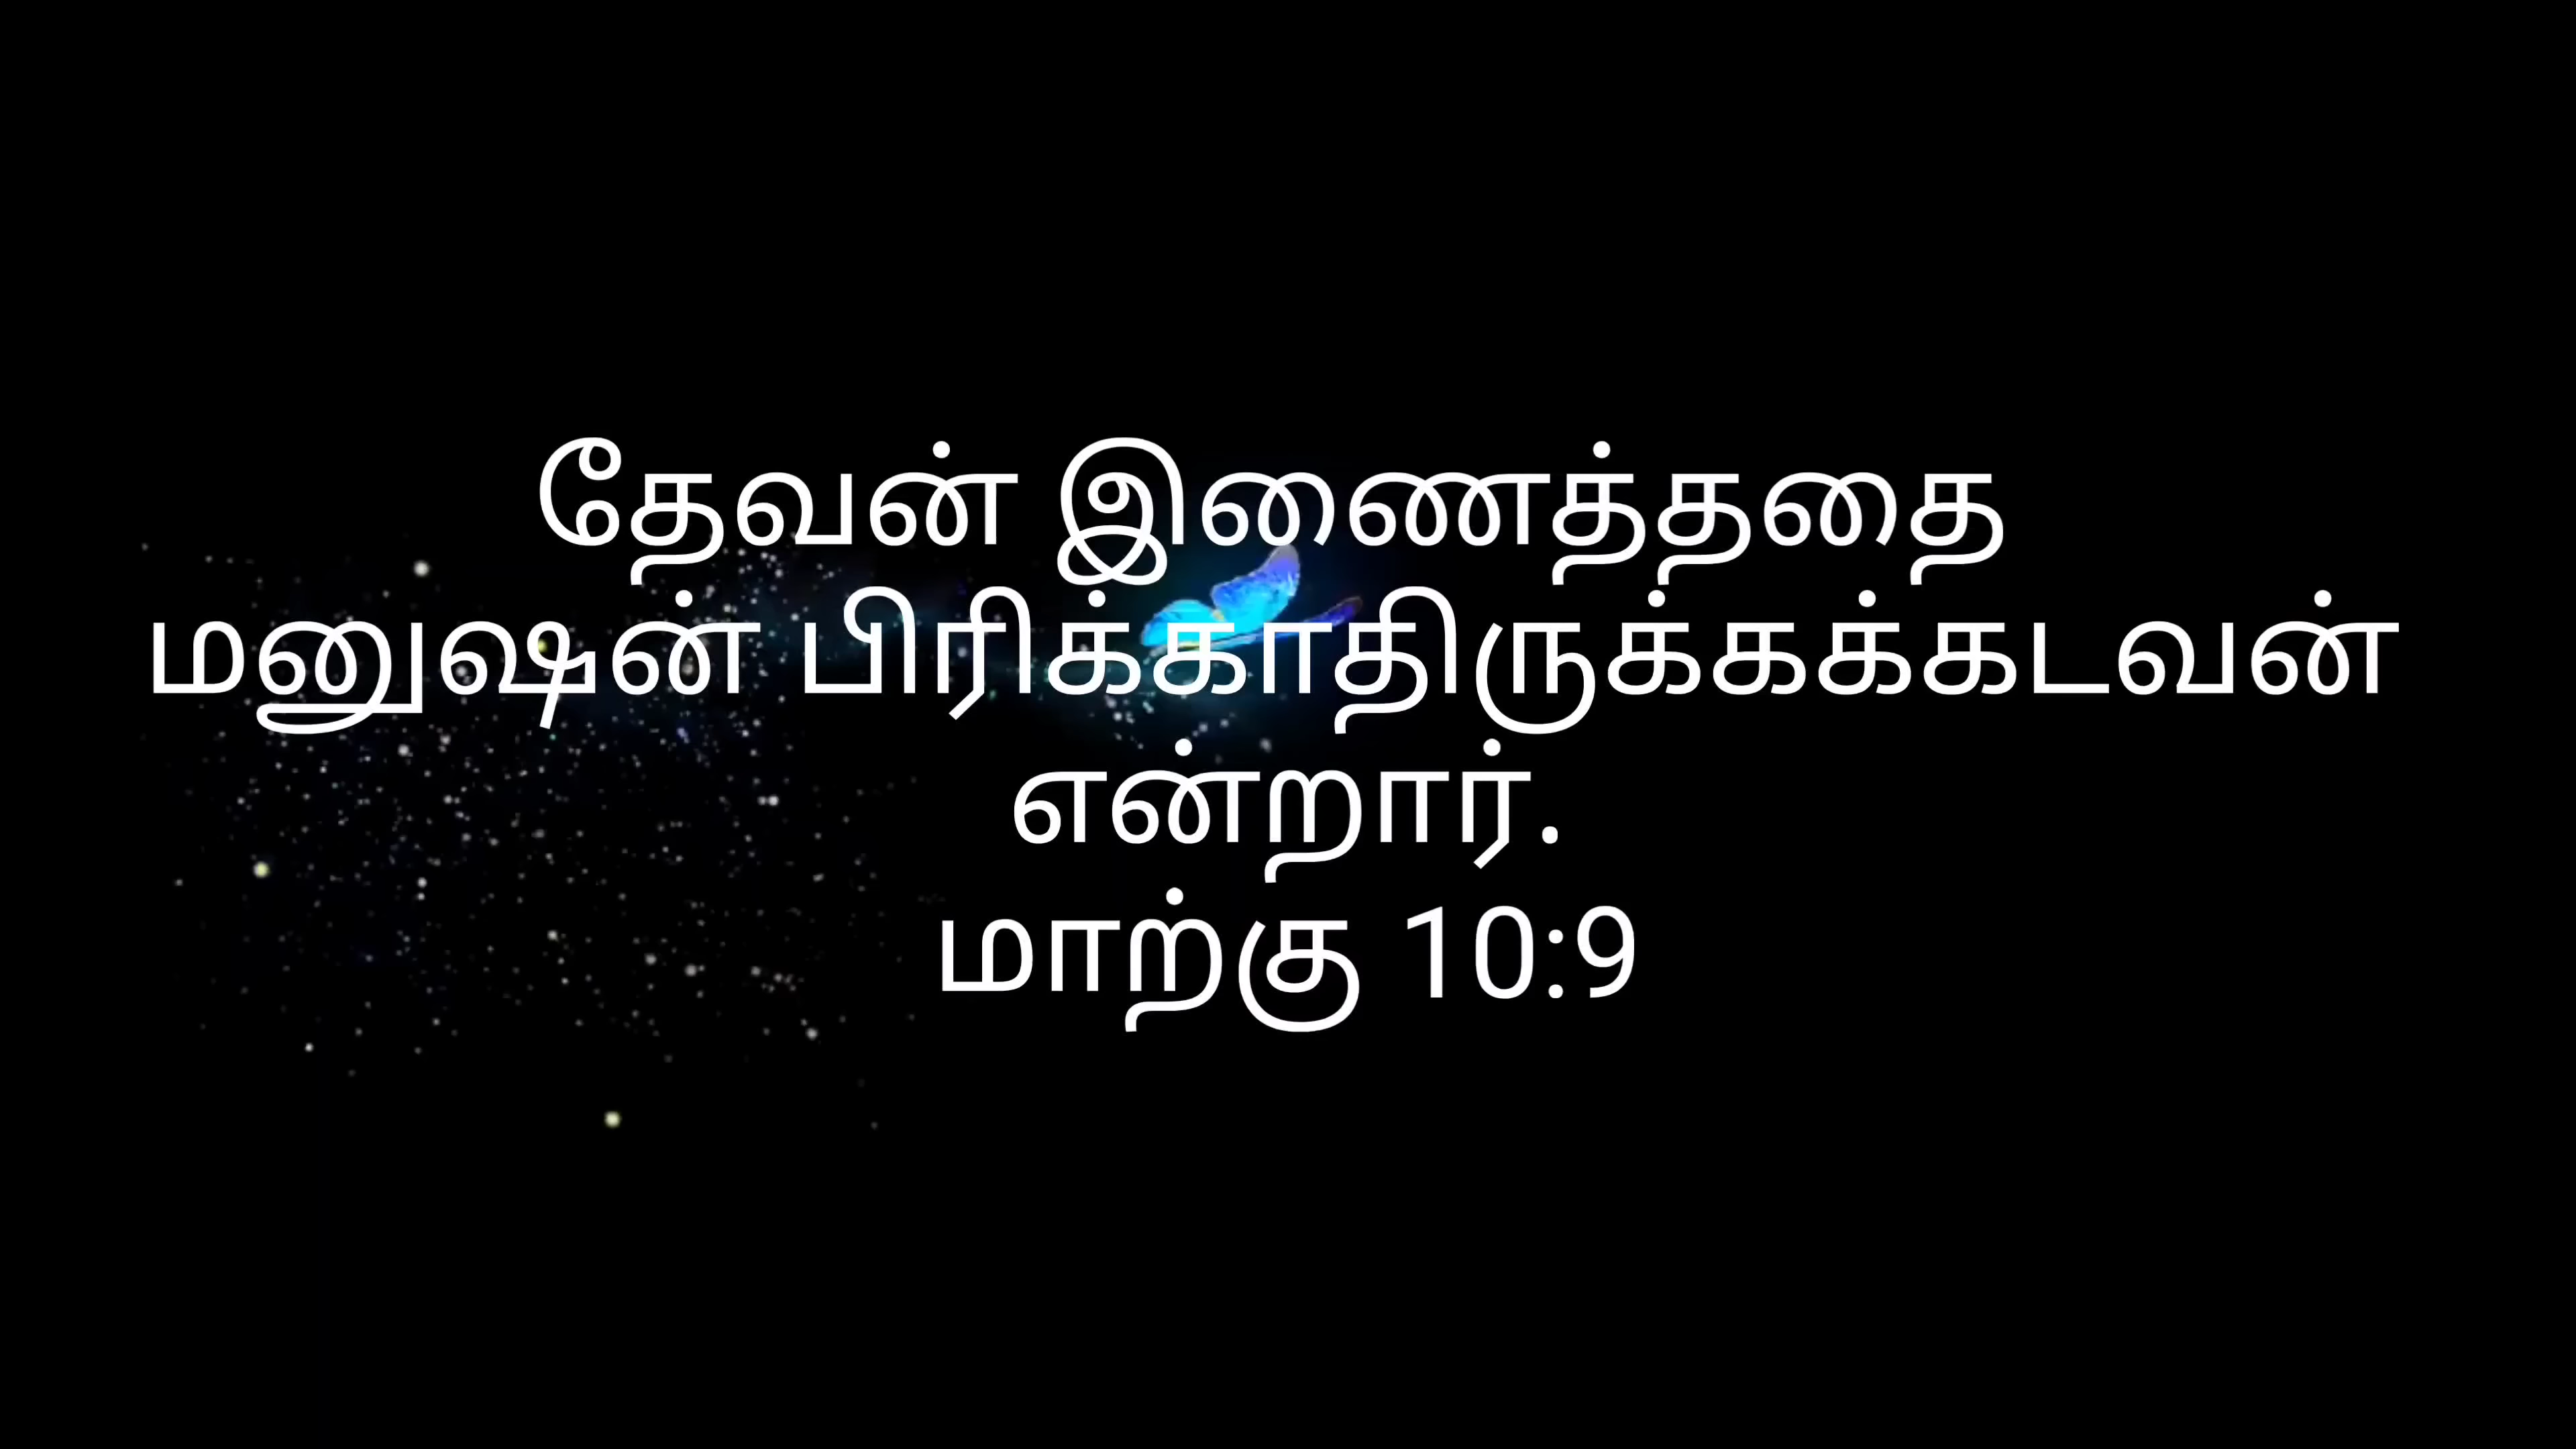 தேவன் இணைத்ததை
மனுஷன் பிரிக்காதிருக்கக்கடவன்
என்றார்.
மாற்கு 10:9